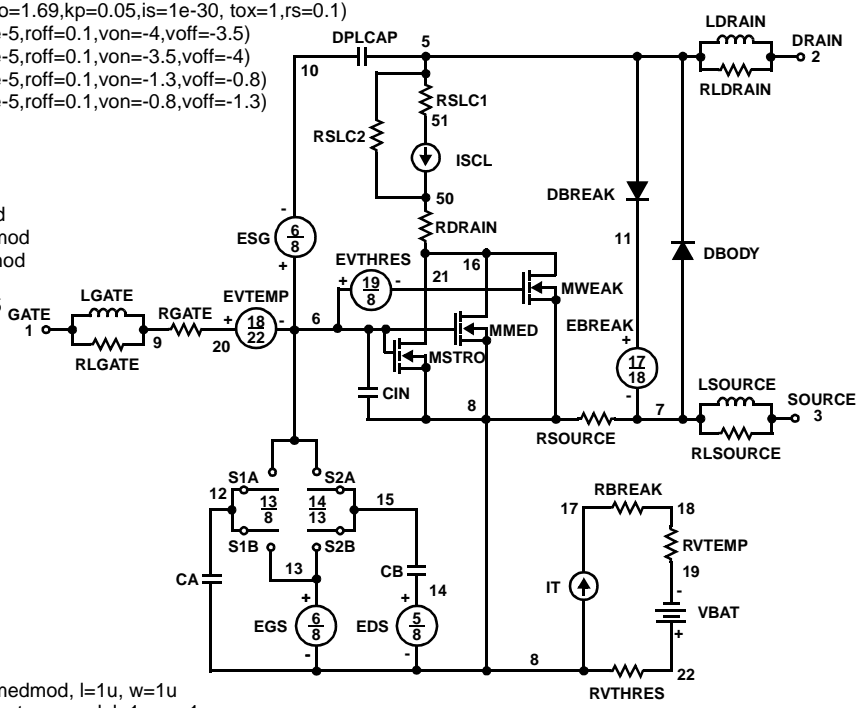 o=1.69,kp=0.05,is=1e-30, tox=1,rs=0.1)
e-5,roff=0.1,von=-4,voff=-3.5)
e-5,roff=0.1,von=-3.5,voff=-4)
e-5,roff=0.1,von=-1.3,voff=-0.8)
e-5,roff=0.1,von=-0.8,voff=-1.3)
LDRAIN
DPLCAP 5
DRAIN
2
10
RLDRAIN
RSLC1
51
RSLC2
ISCL
50
DBREAK
RDRAIN
11
DBODY
mod
-
ESG 6
8
+
EVTHRES
+ 19 -
8
21
16
MWEAK
LGATE
GATE
1
RGATE
EVTEMP
+ 18 -
22
6
9
20
RLGATE
MMED
MSTRO
EBREAK
+
17
18
-
CIN
8
7
LSOURCE
SOURCE
3
RSOURCE
RLSOURCE
S1A S2A
12 13
8
14
13
15
S1B S2B
13
CA
CB
14
+ +
EGS 6
8
EDS 5
8
- -
RBREAK
17 18
RVTEMP
19
IT
-
VBAT
+
8
22
RVTHRES
medmod, l=1u, w=1u